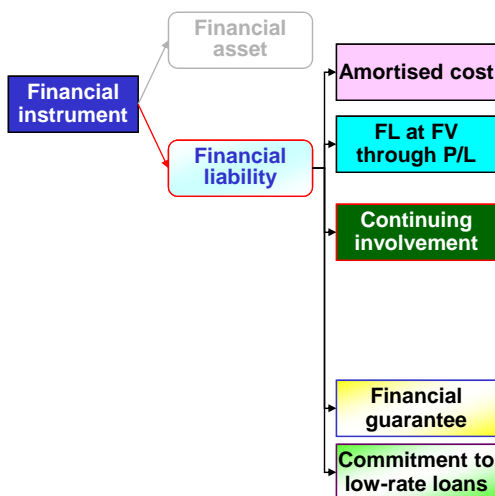 Financial
asset
Financial
instrument
Financial
liability
Amortised cost
FL at FV
through P/L
Continuing
involvement
Financial
guarantee
Commitment to
low-rate loans